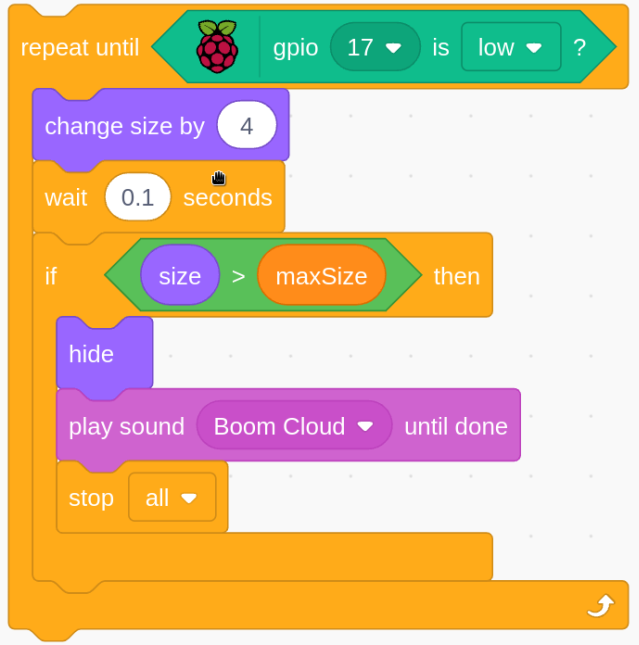 repeat until gpio 17 is low ?
change size by 4
wait 0.1 seconds
if size > maxSize then
hide
play sound Boom Cloud until done
stop all